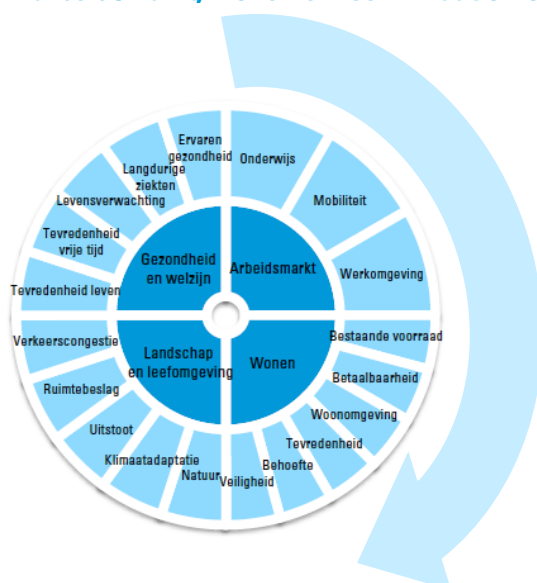 Ervaren
gezondheid
Onderwijs
Langdurige
ziekten
Mobiliteit
Levensverwachting
Tevredenheid
vrije tijd
Gezondheid
en welzijn
Arbeidsmarkt
Werkomgeving
Tevredenheid leven
Verkeerscongestie
Bestaande voorraad
Landschap
en leefomgeving
Wonen
Ruimtebeslag
Betaalbaarheid
Woonomgeving
Uitstoot
Tevredenheid
Klimaatadaptatie
Behoefte
Natuur
Veiligheid